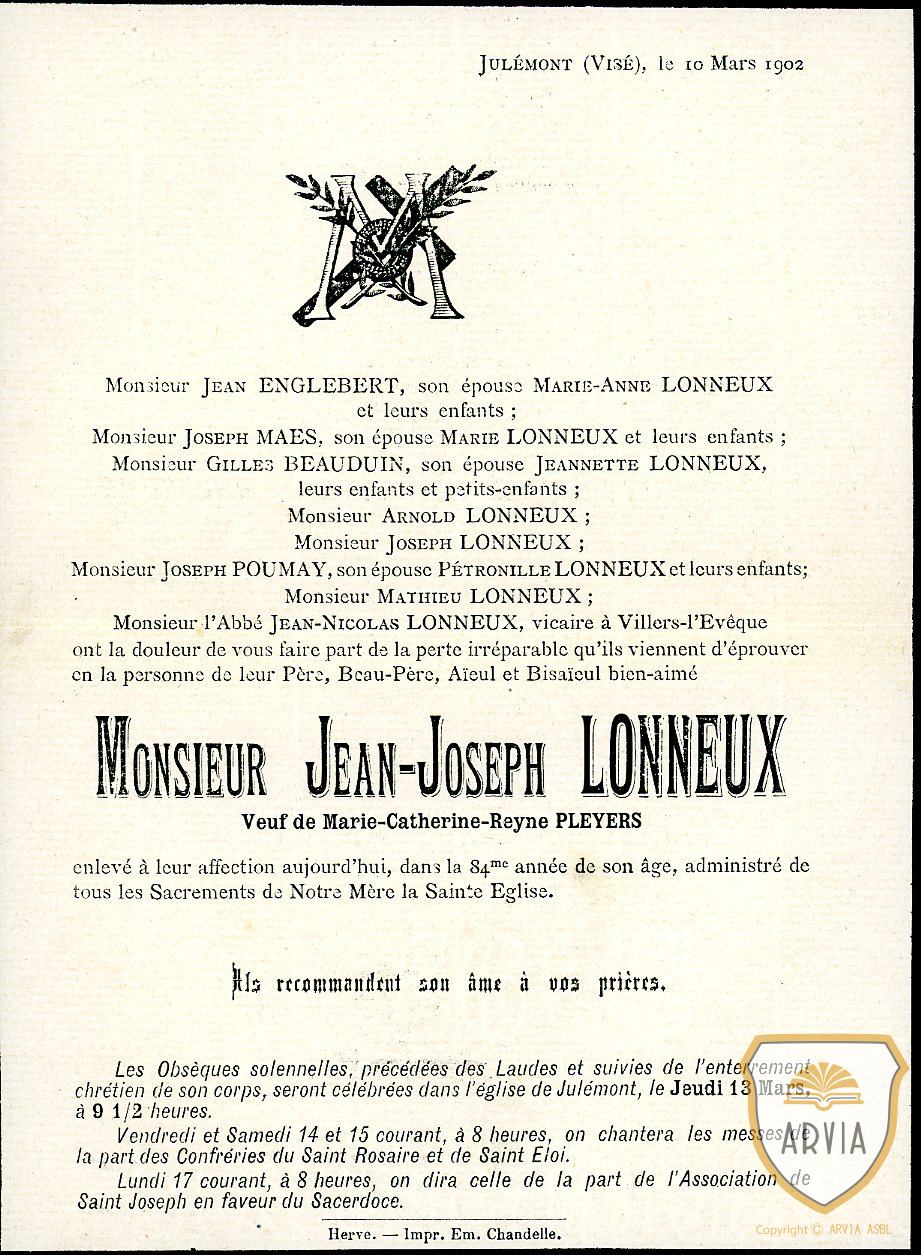 Julémont (Visé), le 10 Mars 1902
Monsieur Jean ENGLEBERT, son épouse Marie-Anne LONNEUX
et leurs enfants ;
Monsieur Joseph MAES, son épouse Marie LONNEUX et leurs enfants ;
Monsieur Gilles BEAUDUIN, son épouse Jeannette LONNEUX,
leurs enfants et petits-enfants ;
Monsieur Arnold LONNEUX ;
Monsieur Joseph LONNEUX ;
Monsieur Joseph POUMAY, son épouse Pétronille LONNEUX et leurs enfants;
Monsieur Mathieu LONNEUX ;
Monsieur l'Abbé Jean-Nicolas LONNEUX, vicaire à Villers-l'Evêque
ont la douleur de vous faire part de la perte irréparable qu'ils viennent d'éprouver
en la personne de leur Père, Beau-Père, Aïeul et Bisaïeul bien-aimé
Monsieur Jean-Joseph LONNEUX
Veuf de Marie-Catherine-Reyne PLEYERS
enlevé à leur affection aujourd'hui, dans la 84me année de son âge, administré de
tous les Sacrements de Notre Mère la Sainte Eglise.
Ils recommandent son âme à vos prières.
Les Obsèques solennelles, précédées des Laudes et suivies de l'enterrement
chrétien de son corps, seront célébrées dans l'église de Julémont, le Jeudi 13 Mars,
à 9 1/2 heures.
Vendredi et Samedi 14 et 15 courant, à 8 heures, on chantera les messes de
la part des Confréries du Saint Rosaire et de Saint Eloi.
Lundi 17 courant, à 8 heures, on dira celle de la part de l'Association de
Saint Joseph en faveur du Sacerdoce.
Herve. — Impr. Em. Chandelle.
ARVIA
Copyright © ARVIA ASBL